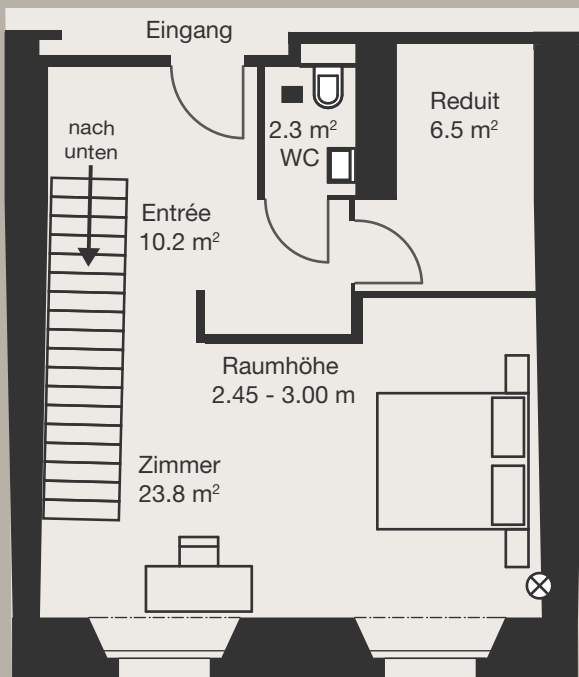 Eingang
Reduit
6.5 m²
2.3 m²
WC
nach
unten
Entrée
10.2 m²
Raumhöhe
2.45 - 3.00 m
Zimmer
23.8 m²